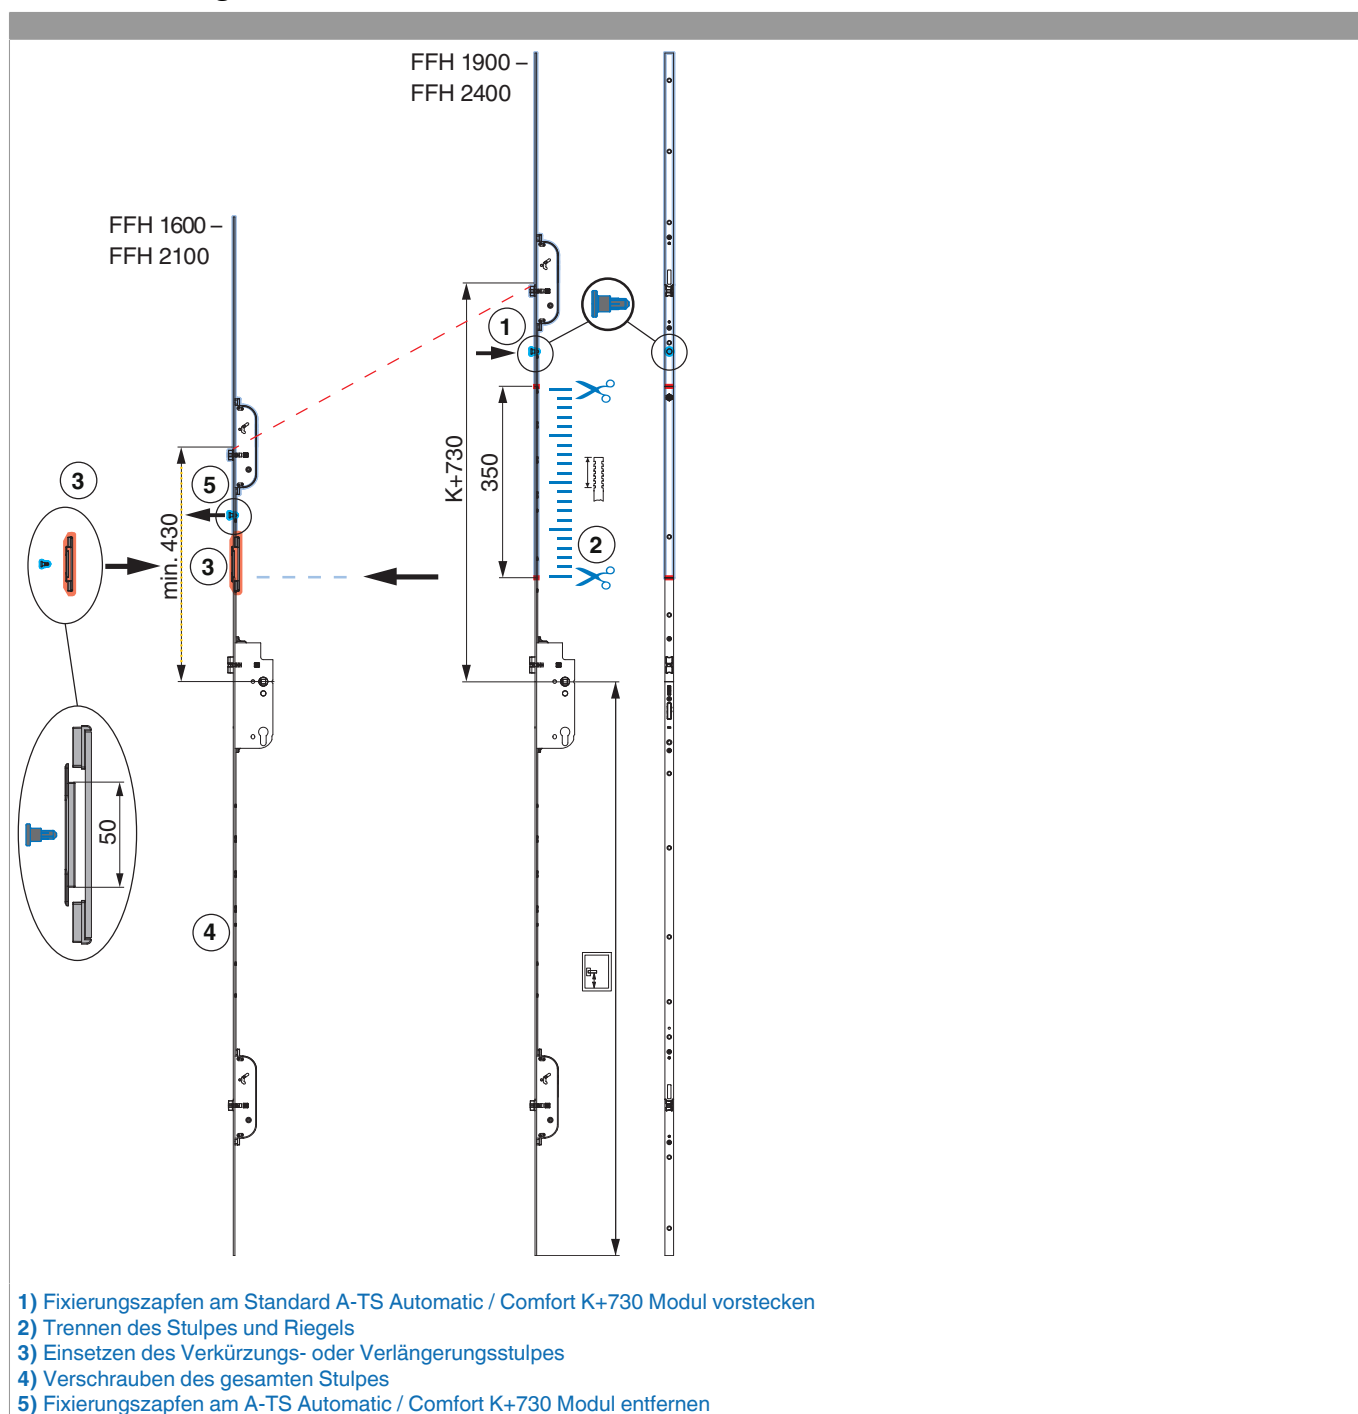 FFH 1900 –
FFH 2400
FFH 1600 –
FFH 2100
1
K+730
350
3
5
min. 430
3
2
50
4
1) Fixierungszapfen am Standard A-TS Automatic / Comfort K+730 Modul vorstecken
2) Trennen des Stulpes und Riegels
3) Einsetzen des Verkürzungs- oder Verlängerungsstulpes
4) Verschrauben des gesamten Stulpes
5) Fixierungszapfen am A-TS Automatic / Comfort K+730 Modul entfernen